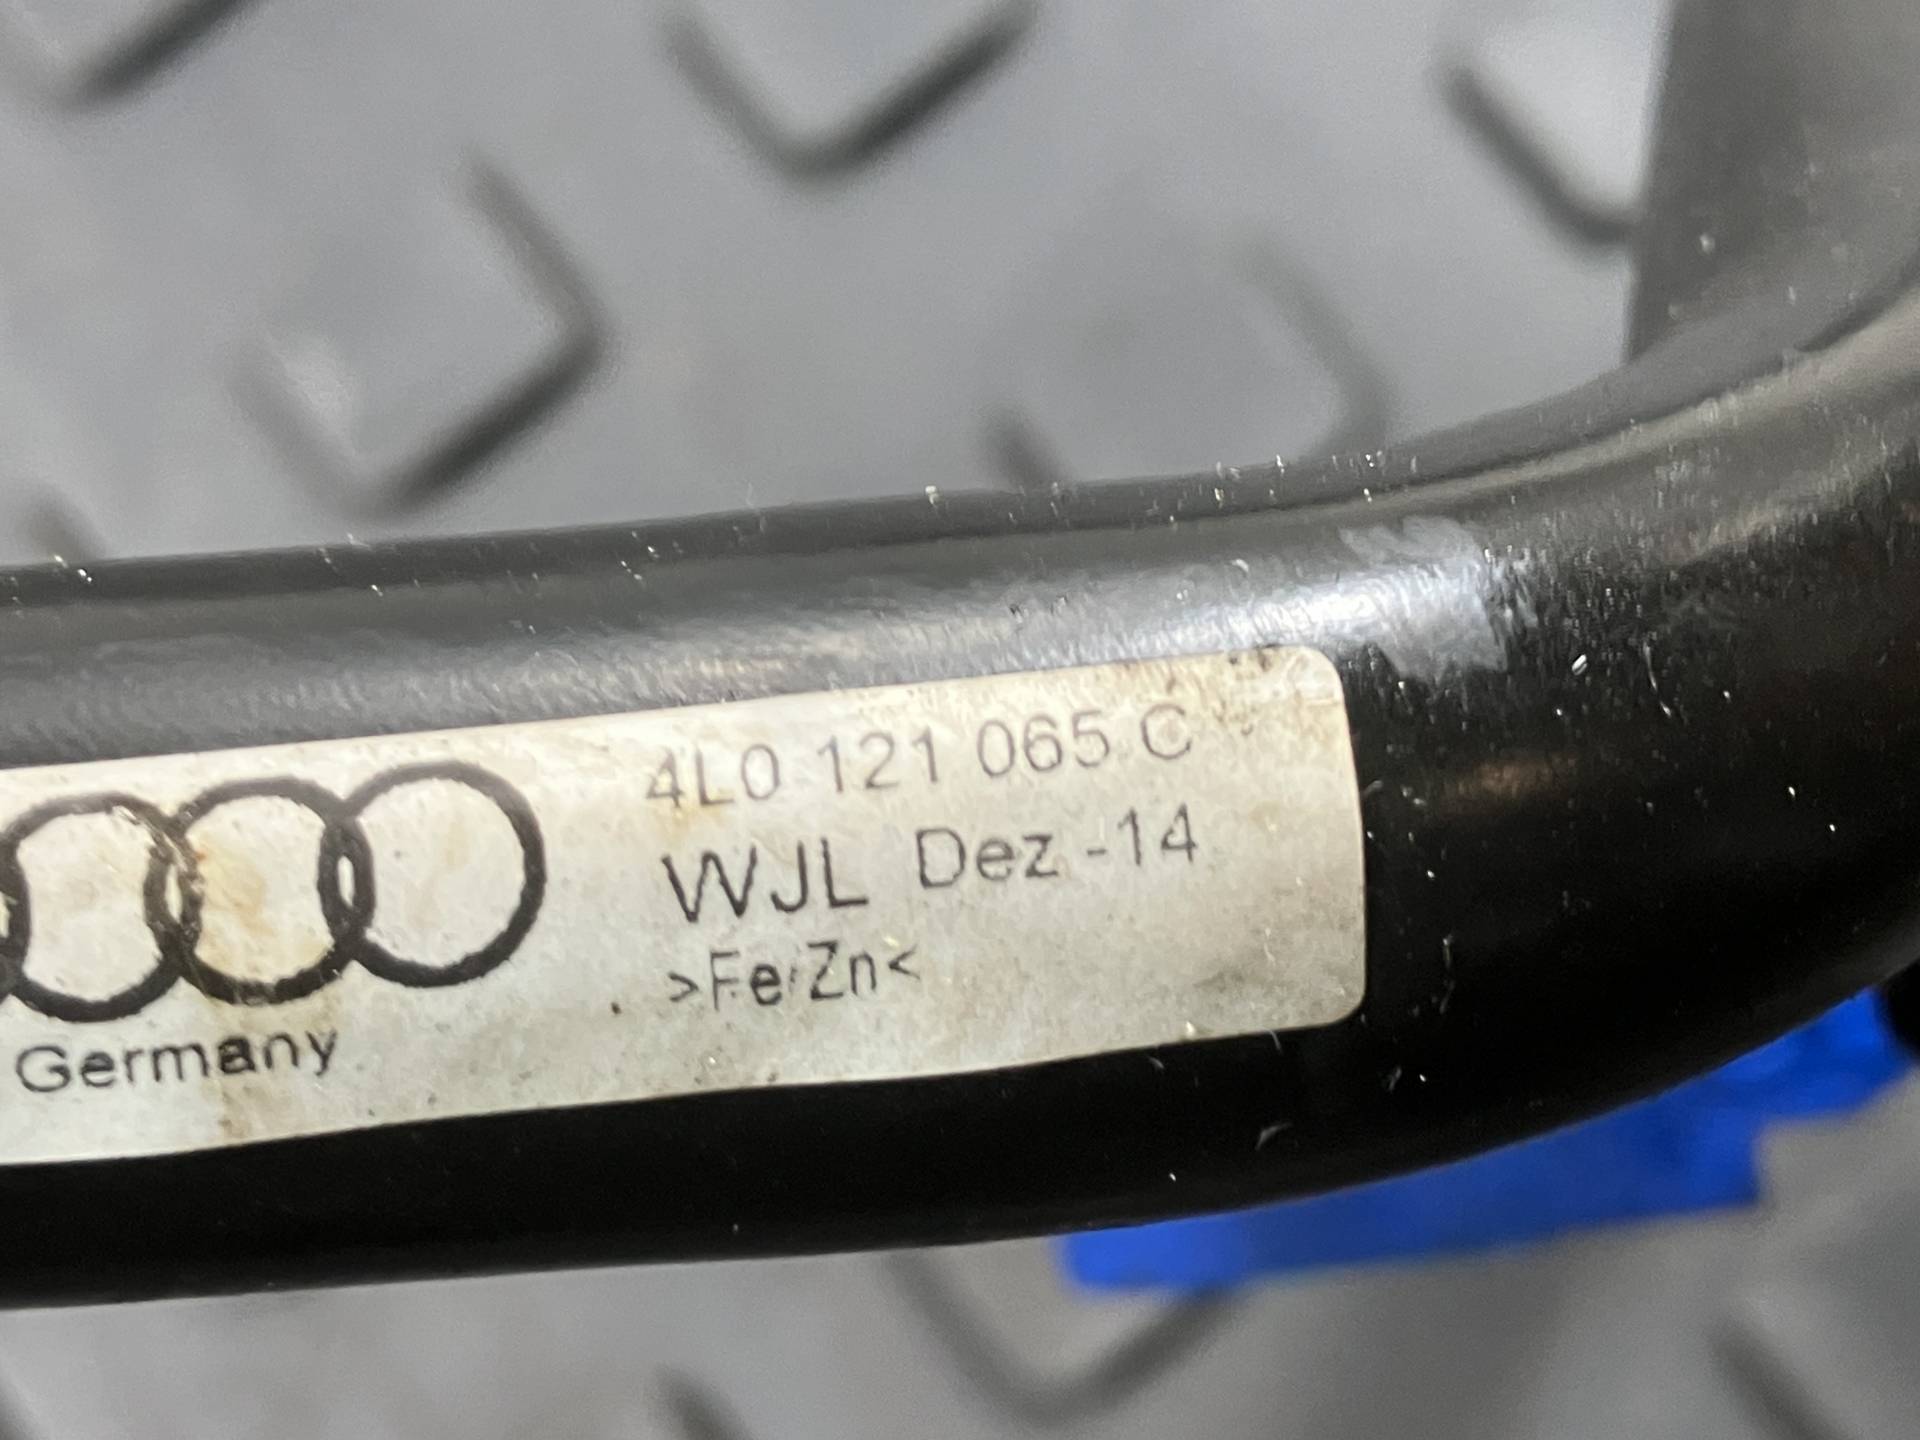 4L0 121 065 C
WJL Dez -14
>Fe/Zn<
Germany